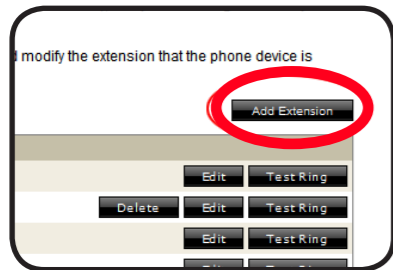 modify the extension that the phone device is
Add Extension
Edit Test Ring
Delete Edit Test Ring
Edit Test Ring